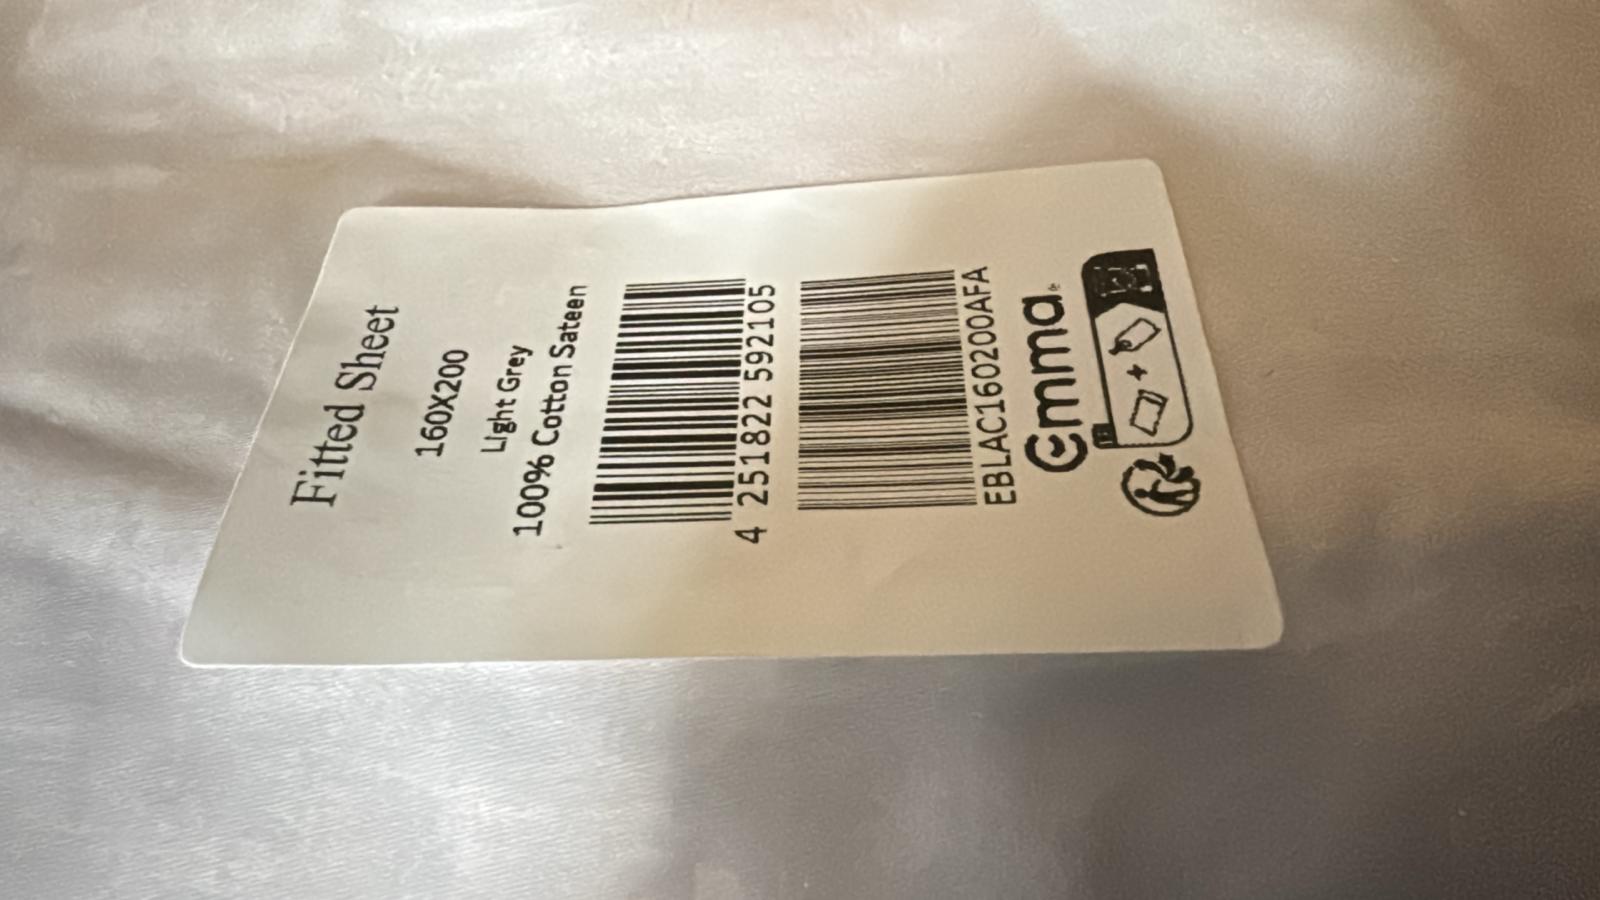 Fitted Sheet
160X200
Light Grey
100% Cotton Sateen
4 251822 592105
EBLAC160200AFA
emma®